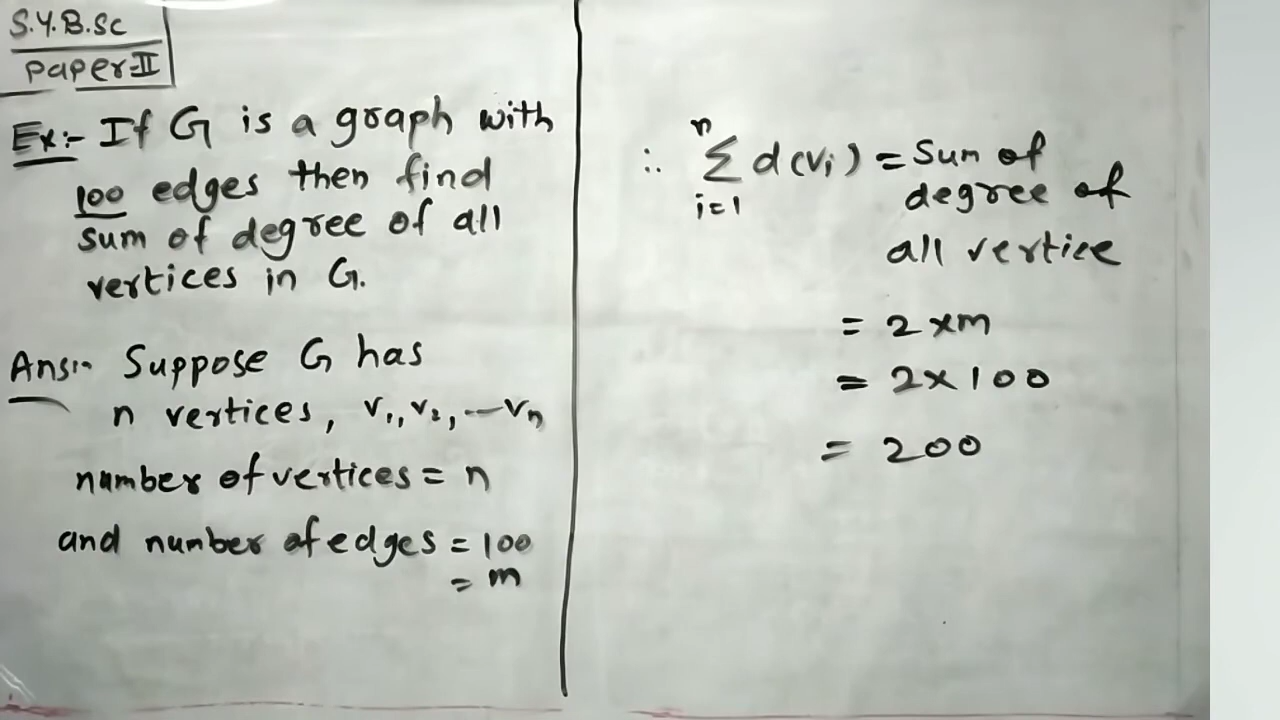 S.Y.B.Sc
Paper-II
Ex:- If G is a graph with
100 edges then find
sum of degree of all
vertices in G.
Ans:- Suppose G has
n vertices, v₁, v₂, ---vₙ
number of vertices = n
and number of edges = 100
= m
∴ n∑i=1 d(vᵢ) = Sum of
degree of
all vertice
= 2 × m
= 2 × 100
= 200